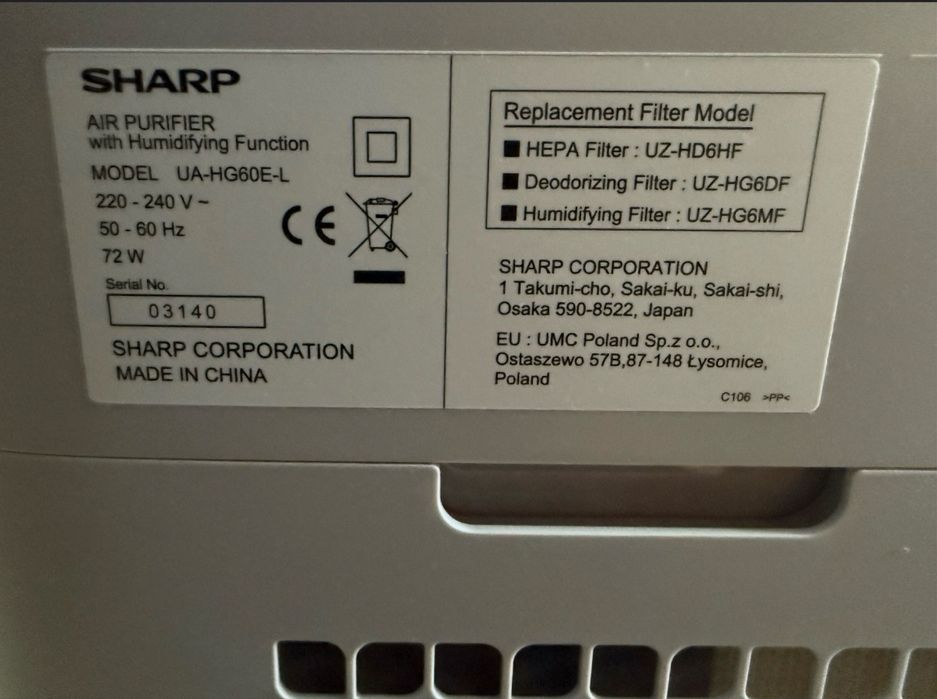 SHARP
AIR PURIFIER
with Humidifying Function
MODEL UA-HG60E-L
220 - 240 V ~
50 - 60 Hz
72 W
Serial No.
03140
SHARP CORPORATION
MADE IN CHINA
CE
Replacement Filter Model
■ HEPA Filter : UZ-HD6HF
■ Deodorizing Filter : UZ-HG6DF
■ Humidifying Filter : UZ-HG6MF
SHARP CORPORATION
1 Takumi-cho, Sakai-ku, Sakai-shi,
Osaka 590-8522, Japan
EU : UMC Poland Sp.z o.o.,
Ostaszewo 57B,87-148 Łysomice,
Poland
C106 >PP<